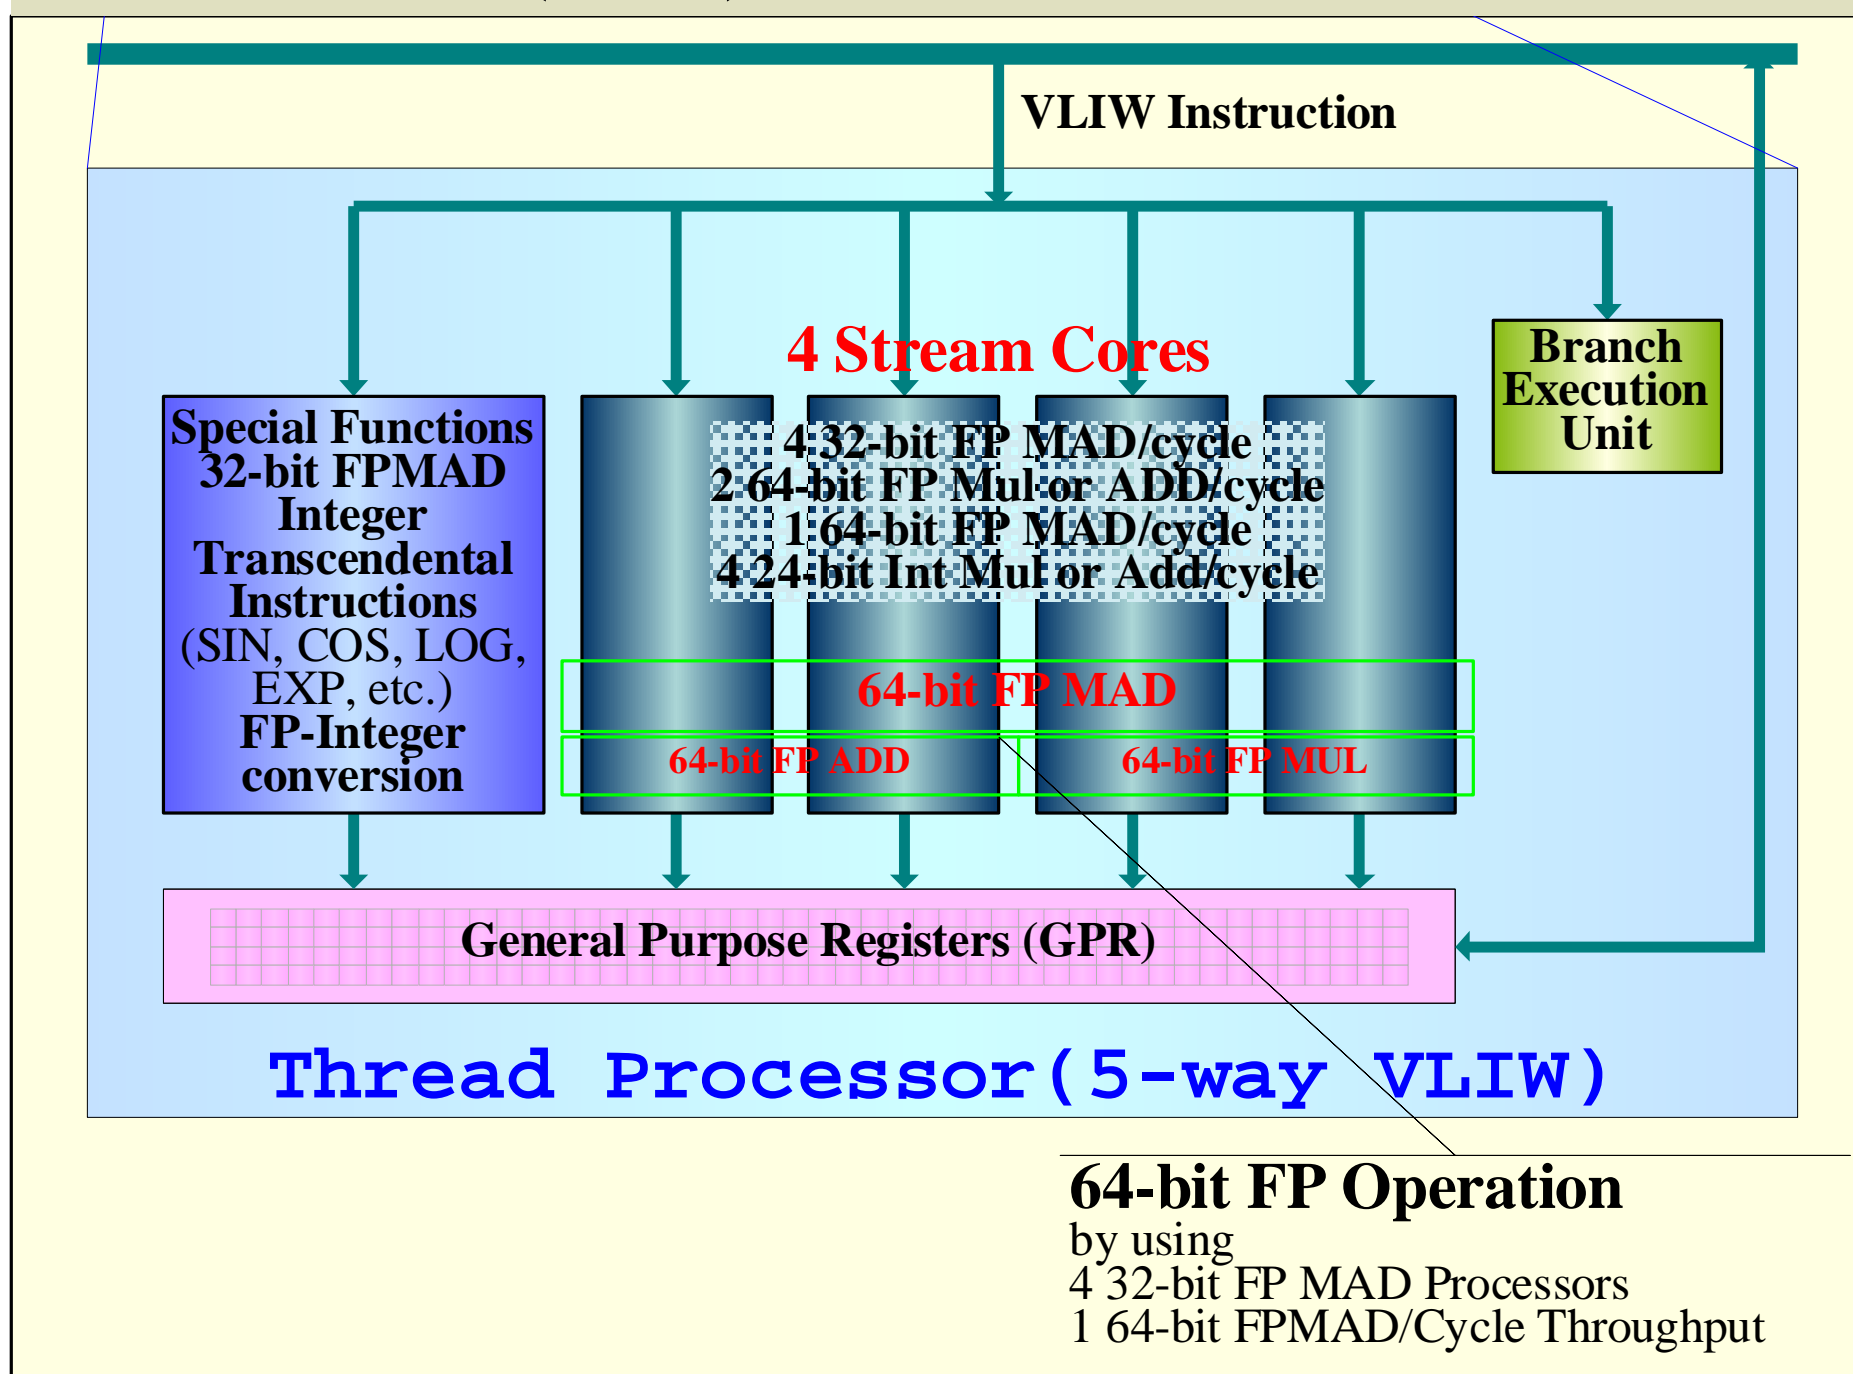 VLIW Instruction
4 Stream Cores
Branch
Execution
Unit
Special Functions
32-bit FPMAD
Integer
Transcendental
Instructions
(SIN, COS, LOG,
EXP, etc.)
FP-Integer
conversion
4 32-bit FP MAD/cycle
2 64-bit FP Mul or ADD/cycle
1 64-bit FP MAD/cycle
4 24-bit Int Mul or Add/cycle
64-bit FP MAD
64-bit FP ADD
64-bit FP MUL
General Purpose Registers (GPR)
Thread Processor(5-way VLIW)
64-bit FP Operation
by using
4 32-bit FP MAD Processors
1 64-bit FPMAD/Cycle Throughput